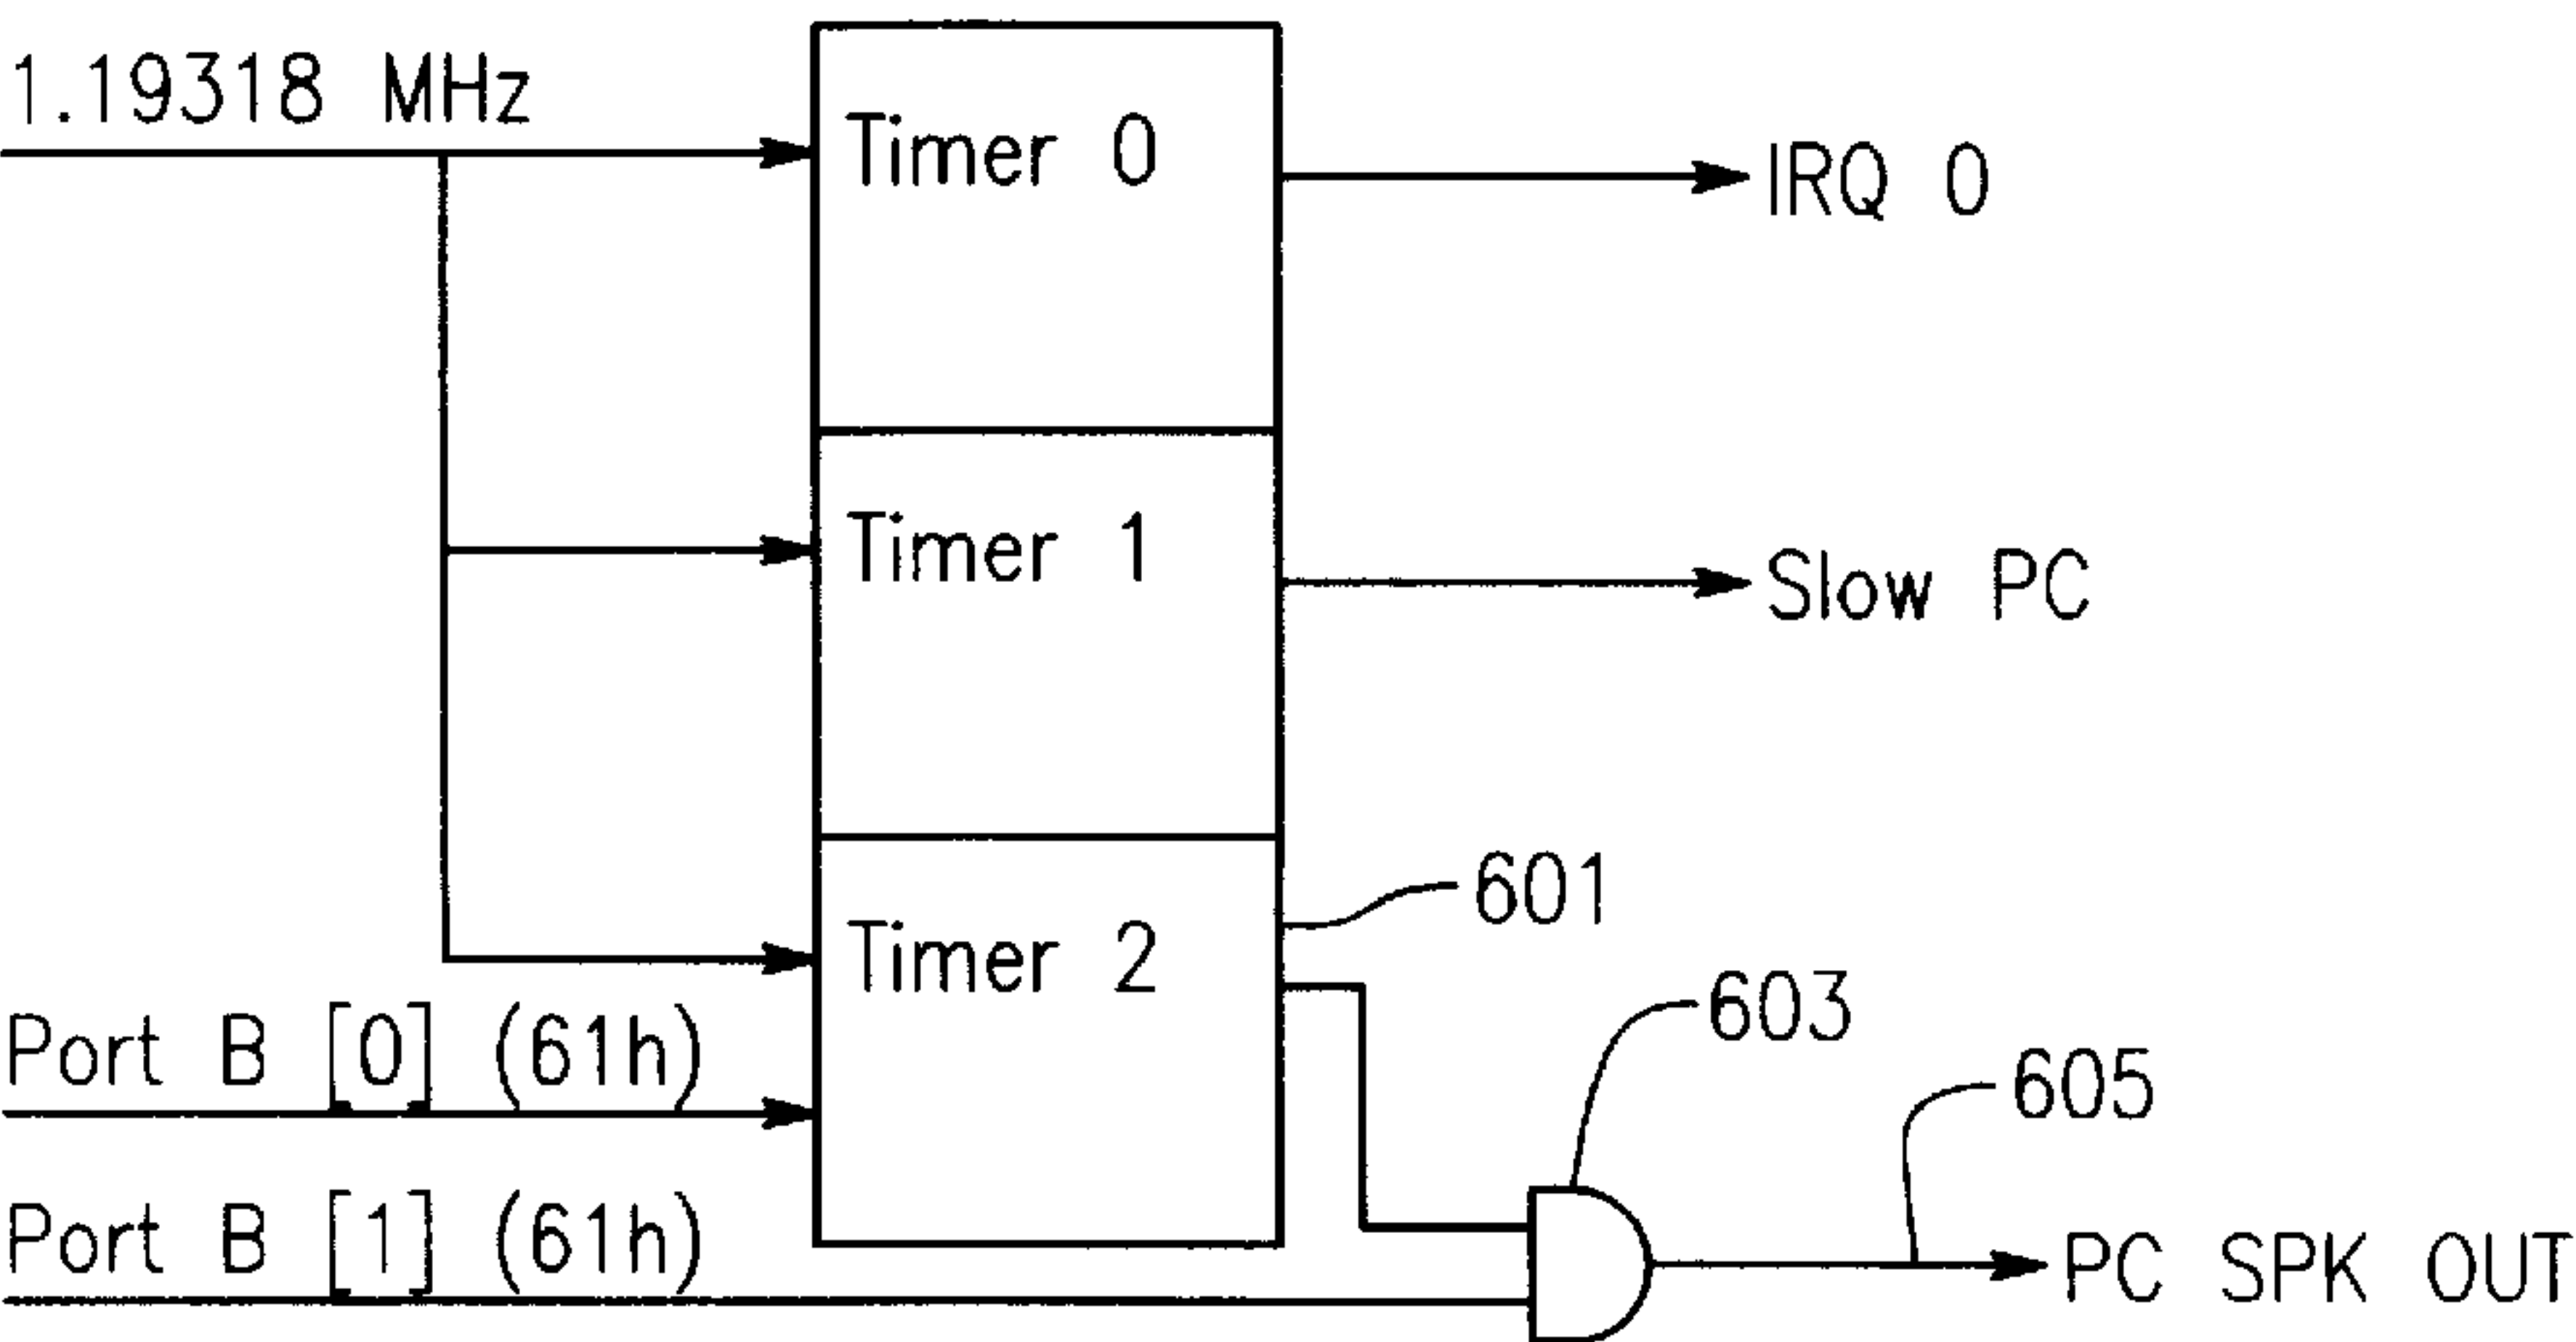 1.19318 MHz
Timer 0
IRQ 0
Timer 1
Slow PC
601
Timer 2
603
Port B [0] (61h)
605
Port B [1] (61h)
PC SPK OUT